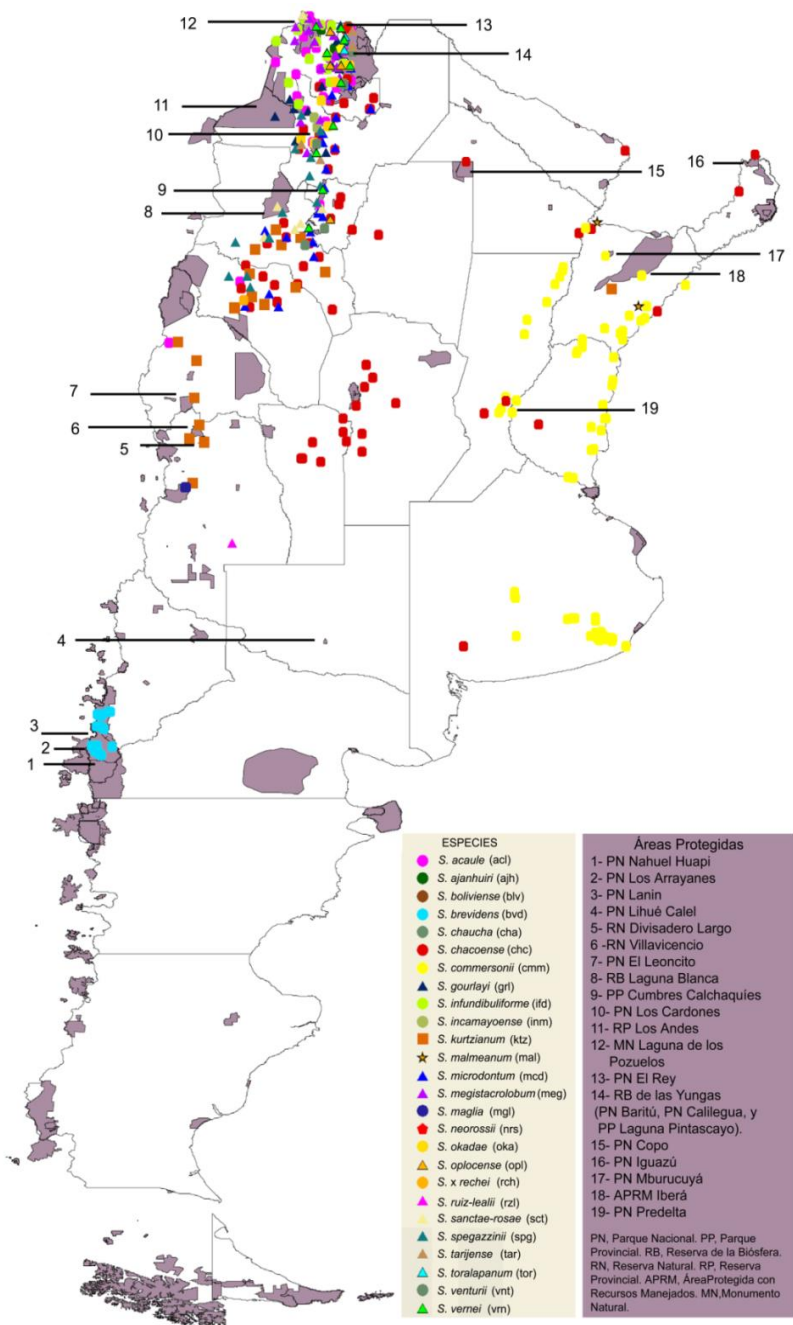 12
13
14
11
10
9
8
15
16
17
18
7
6
5
19
4
3
2
1
ESPECIES
S. acaule (acl)
S. ajanhuiri (ajh)
S. boliviense (blv)
S. brevidens (bvd)
S. chaucha (cha)
S. chacoense (chc)
S. commersonii (cmm)
S. gourlayi (grl)
S. infundibuliforme (ifd)
S. incamayoense (inm)
S. kurtzianum (ktz)
S. malmeanum (mal)
S. microdontum (mcd)
S. megistacrolobum (meg)
S. maglia (mgl)
S. neorossii (nrs)
S. okadae (oka)
S. oplocense (opl)
S. x rechei (rch)
S. ruiz-lealii (rzl)
S. sanctae-rosae (sct)
S. spegazzinii (spg)
S. tarijense (tar)
S. toralapanum (tor)
S. venturii (vnt)
S. vernei (vrn)
Áreas Protegidas
1- PN Nahuel Huapi
2- PN Los Arrayanes
3- PN Lanin
4- PN Lihué Calel
5- RN Divisadero Largo
6 -RN Villavicencio
7- PN El Leoncito
8- RB Laguna Blanca
9- PP Cumbres Calchaquíes
10- PN Los Cardones
11- RP Los Andes
12- MN Laguna de los
Pozuelos
13- PN El Rey
14- RB de las Yungas
(PN Baritú, PN Calilegua, y
PP Laguna Pintascayo).
15- PN Copo
16- PN Iguazú
17- PN Mburucuyá
18- APRM Iberá
19- PN Predelta
PN, Parque Nacional. PP, Parque
Provincial. RB, Reserva de la Biósfera.
RN, Reserva Natural. RP, Reserva
Provincial. APRM, ÁreaProtegida con
Recursos Manejados. MN,Monumento
Natural.